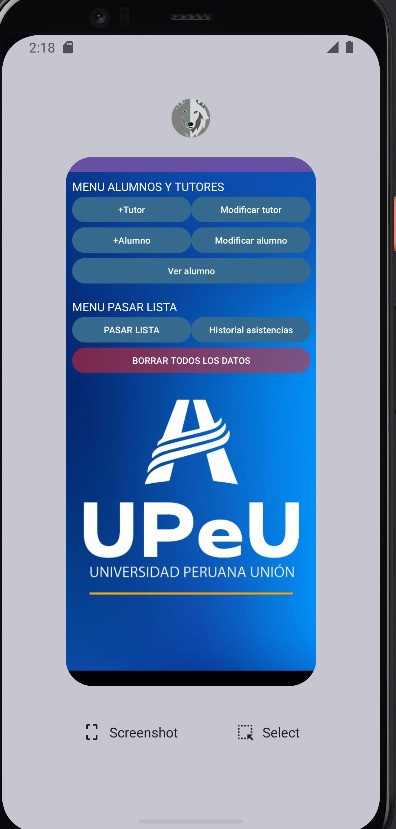 2:18
MENU ALUMNOS Y TUTORES
+Tutor Modificar tutor
+Alumno Modificar alumno
Ver alumno
MENU PASAR LISTA
PASAR LISTA Historial asistencias
BORRAR TODOS LOS DATOS
UPeU
UNIVERSIDAD PERUANA UNIÓN
Screenshot Select